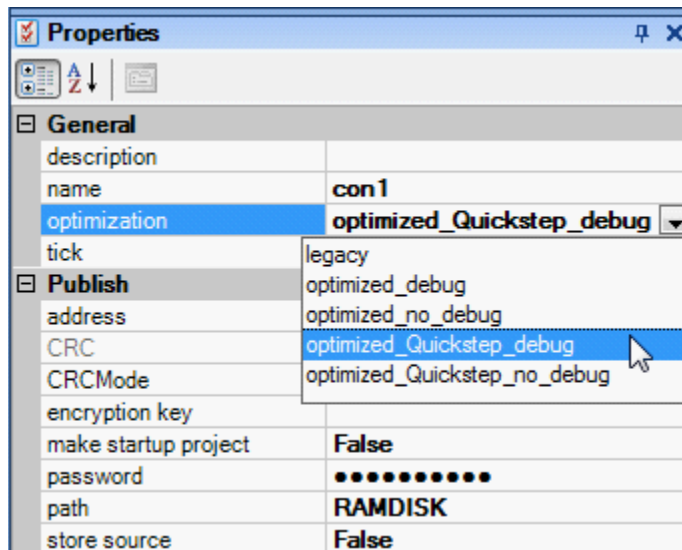 Properties
General
description
name con1
optimization optimized_Quickstep_debug
tick legacy
optimized_debug
Publish
address optimized_no_debug
CRC optimized_Quickstep_debug
CRCMode optimized_Quickstep_no_debug
encryption key
make startup project False
password ●●●●●●●●●●
path RAMDISK
store source False